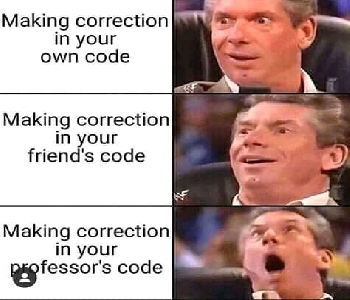 Making correction
in your
own code
Making correction
in your
friend's code
Making correction
in your
professor's code